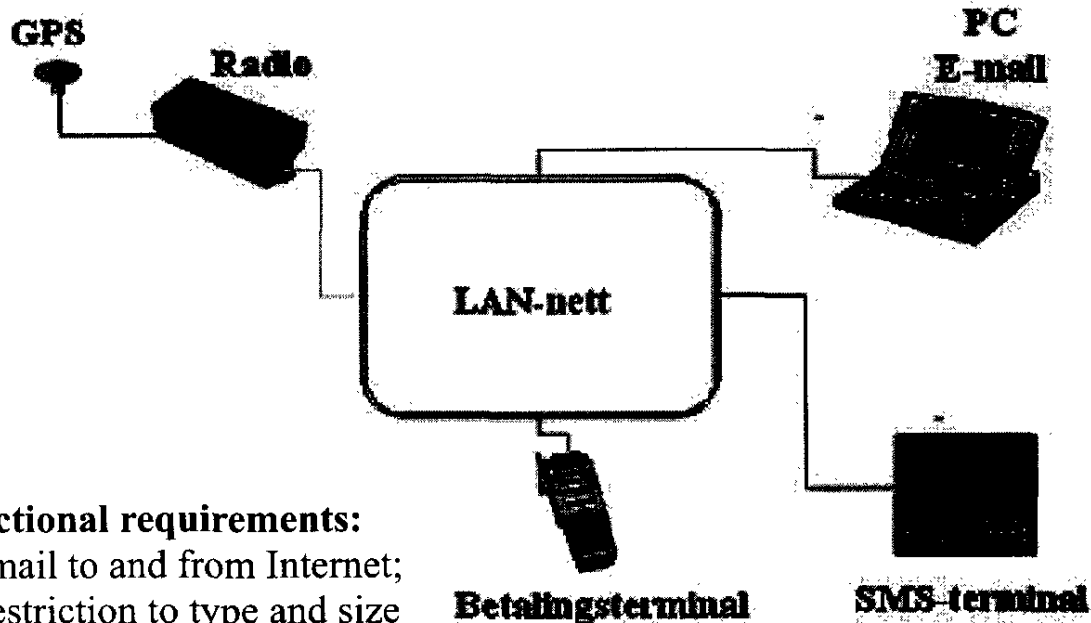 GPS
Radio
PC
E-mail
LAN-nett
ctional requirements:
mail to and from Internet;
estriction to type and size
Betalingsterminal
SMS-terminal